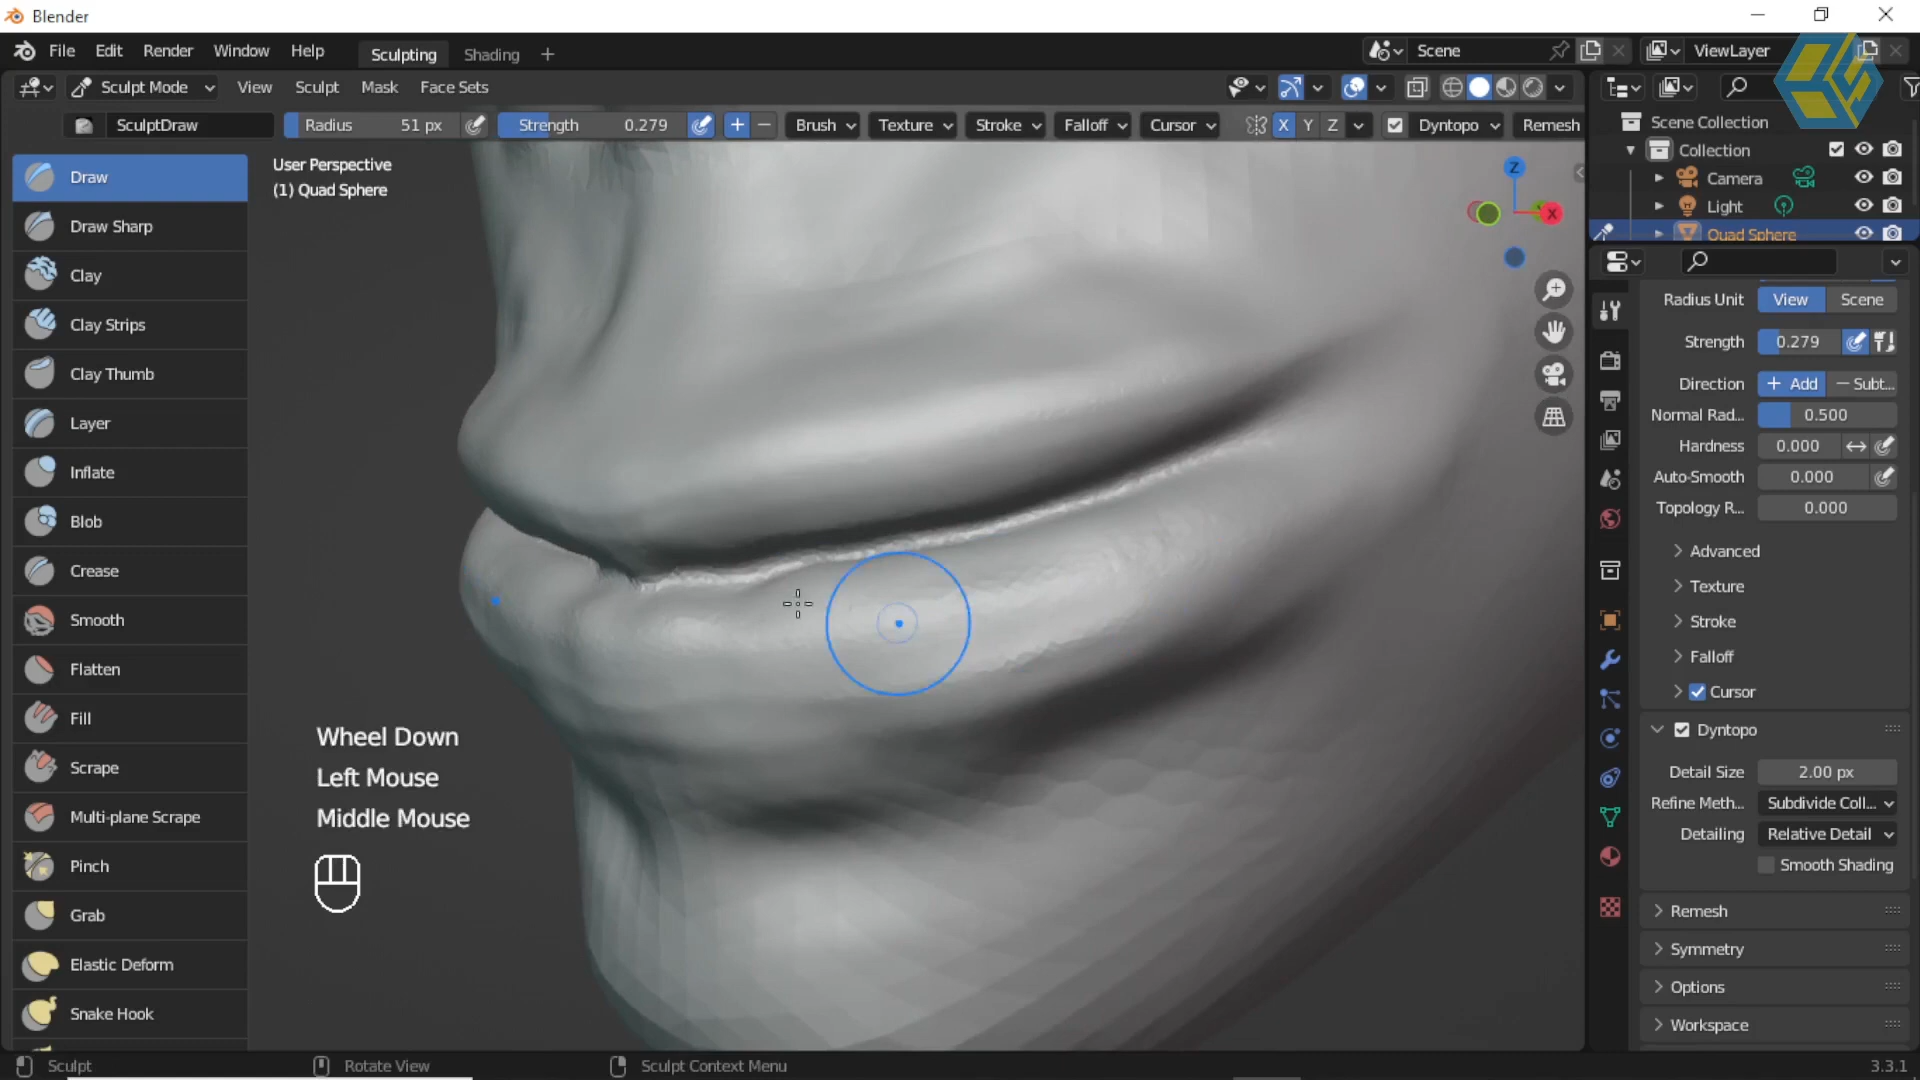 Blender
File Edit Render Window Help Sculpting Shading + Scene ViewLayer
Sculpt Mode View Sculpt Mask Face Sets
SculptDraw Radius 51 px Strength 0.279 Brush Texture Stroke Falloff Cursor X Y Z Dyntopo Remesh
Draw
Draw Sharp
Clay
Clay Strips
Clay Thumb
Layer
Inflate
Blob
Crease
Smooth
Flatten
Fill
Scrape
Multi-plane Scrape
Pinch
Grab
Elastic Deform
Snake Hook
User Perspective
(1) Quad Sphere
Z
X
Wheel Down
Left Mouse
Middle Mouse
Scene Collection
Collection
Camera
Light
Quad Sphere
Radius Unit View Scene
Strength 0.279
Direction + Add − Subt...
Normal Rad... 0.500
Hardness 0.000
Auto-Smooth 0.000
Topology R... 0.000
Advanced
Texture
Stroke
Falloff
Cursor
Dyntopo
Detail Size 2.00 px
Refine Meth... Subdivide Coll...
Detailing Relative Detail
Smooth Shading
Remesh
Symmetry
Options
Workspace
Sculpt Rotate View Sculpt Context Menu 3.3.1